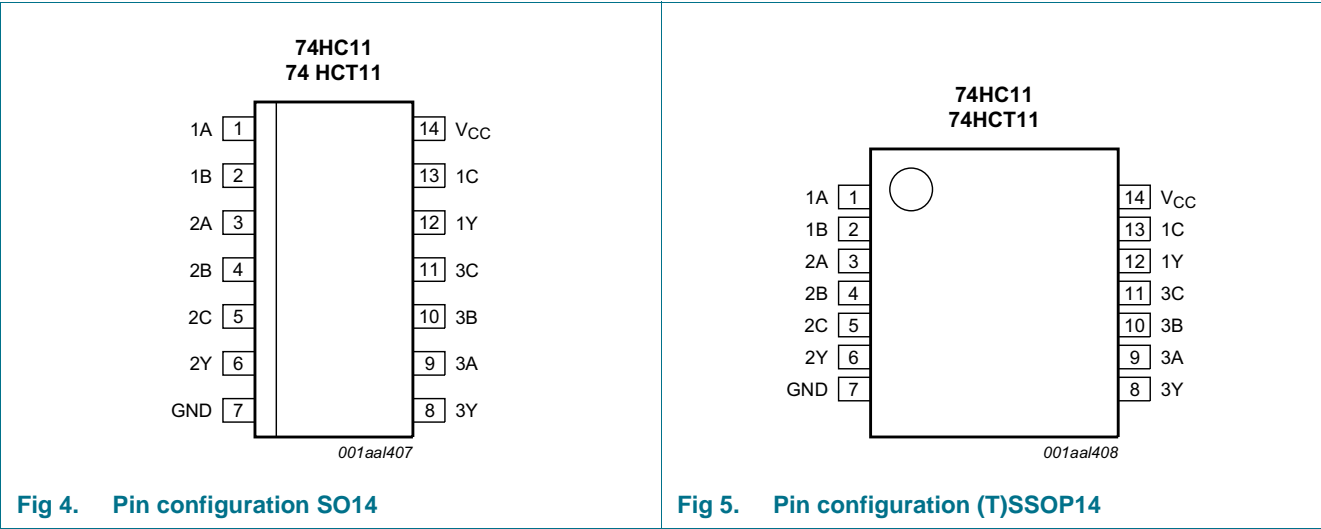 74HC11
74 HCT11
1A 1 14 VCC
1B 2 13 1C
2A 3 12 1Y
2B 4 11 3C
2C 5 10 3B
2Y 6 9 3A
GND 7 8 3Y
001aal407
Fig 4. Pin configuration SO14
74HC11
74HCT11
1A 1 14 VCC
1B 2 13 1C
2A 3 12 1Y
2B 4 11 3C
2C 5 10 3B
2Y 6 9 3A
GND 7 8 3Y
001aal408
Fig 5. Pin configuration (T)SSOP14